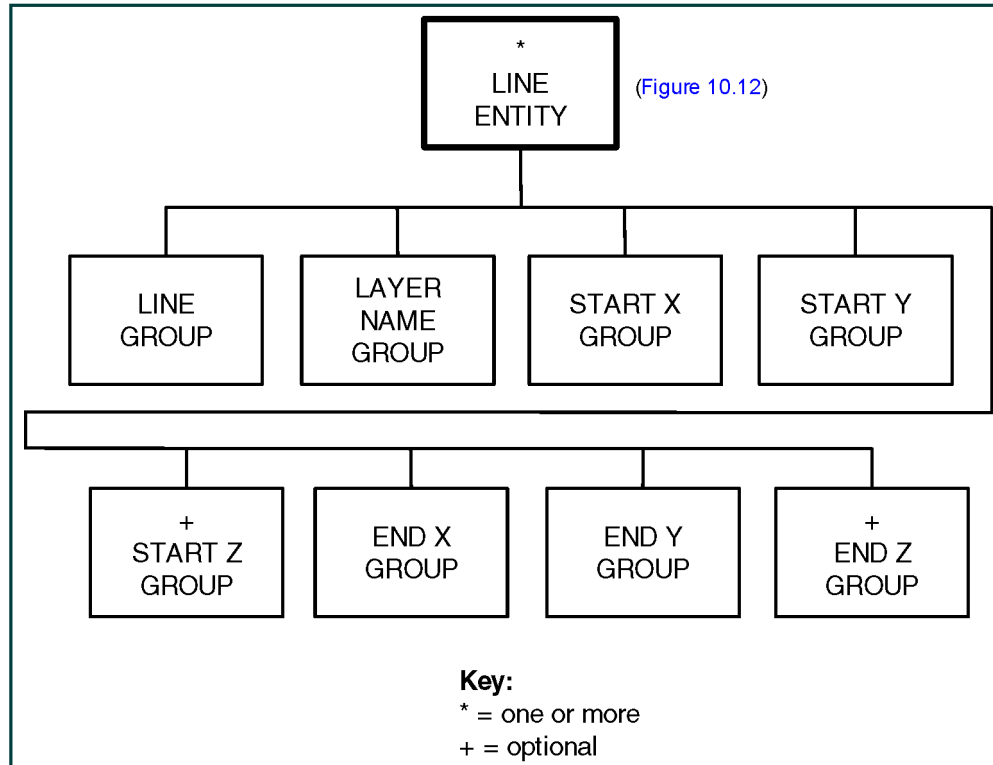 *
LINE
ENTITY
(Figure 10.12)
LINE
GROUP
LAYER
NAME
GROUP
START X
GROUP
START Y
GROUP
+
START Z
GROUP
END X
GROUP
END Y
GROUP
+
END Z
GROUP
Key:
* = one or more
+ = optional